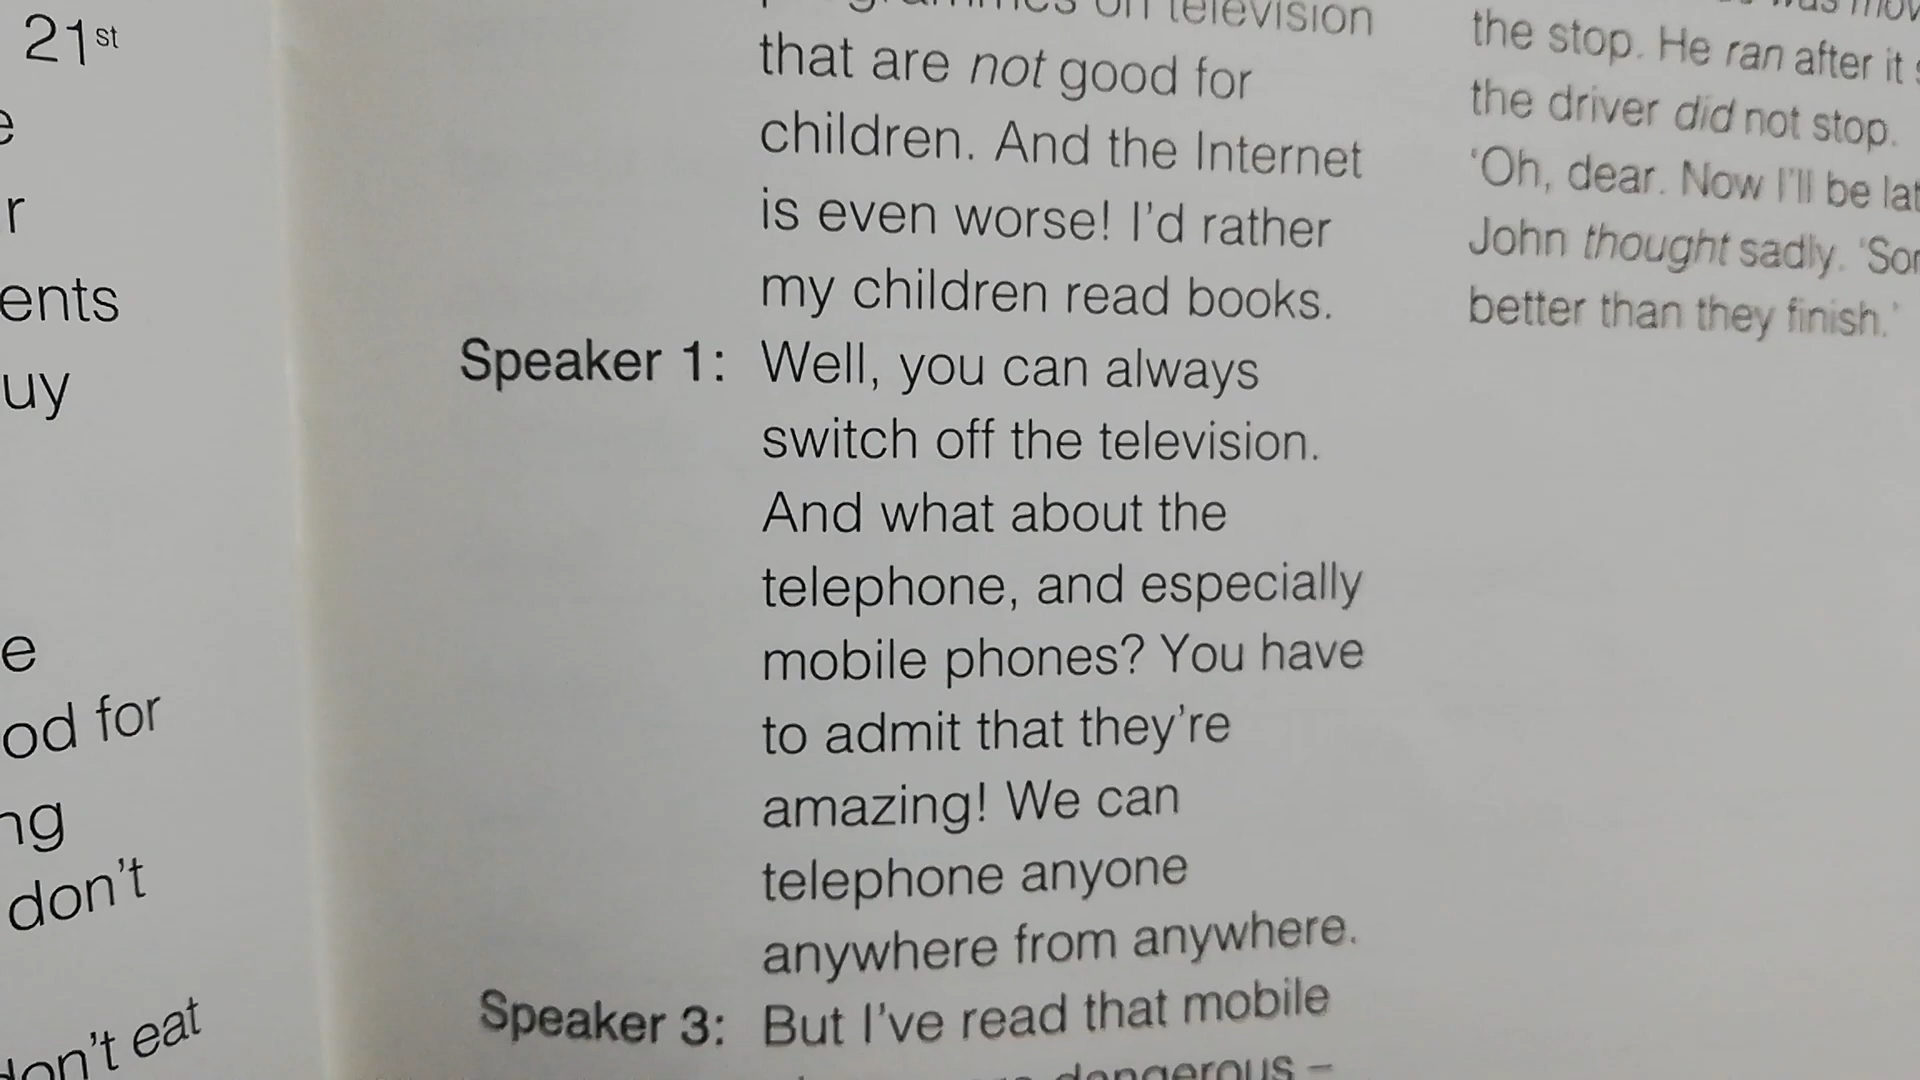 21st
ents
od for
don't
don't eat
on television
that are not good for
children. And the Internet
is even worse! I'd rather
my children read books.
Speaker 1: Well, you can always
switch off the television.
And what about the
telephone, and especially
mobile phones? You have
to admit that they're
amazing! We can
telephone anyone
anywhere from anywhere.
Speaker 3: But I've read that mobile
dangerous –
the stop. He ran after it
the driver did not stop.
'Oh, dear. Now I'll be
John thought sadly.
better than they finish.'